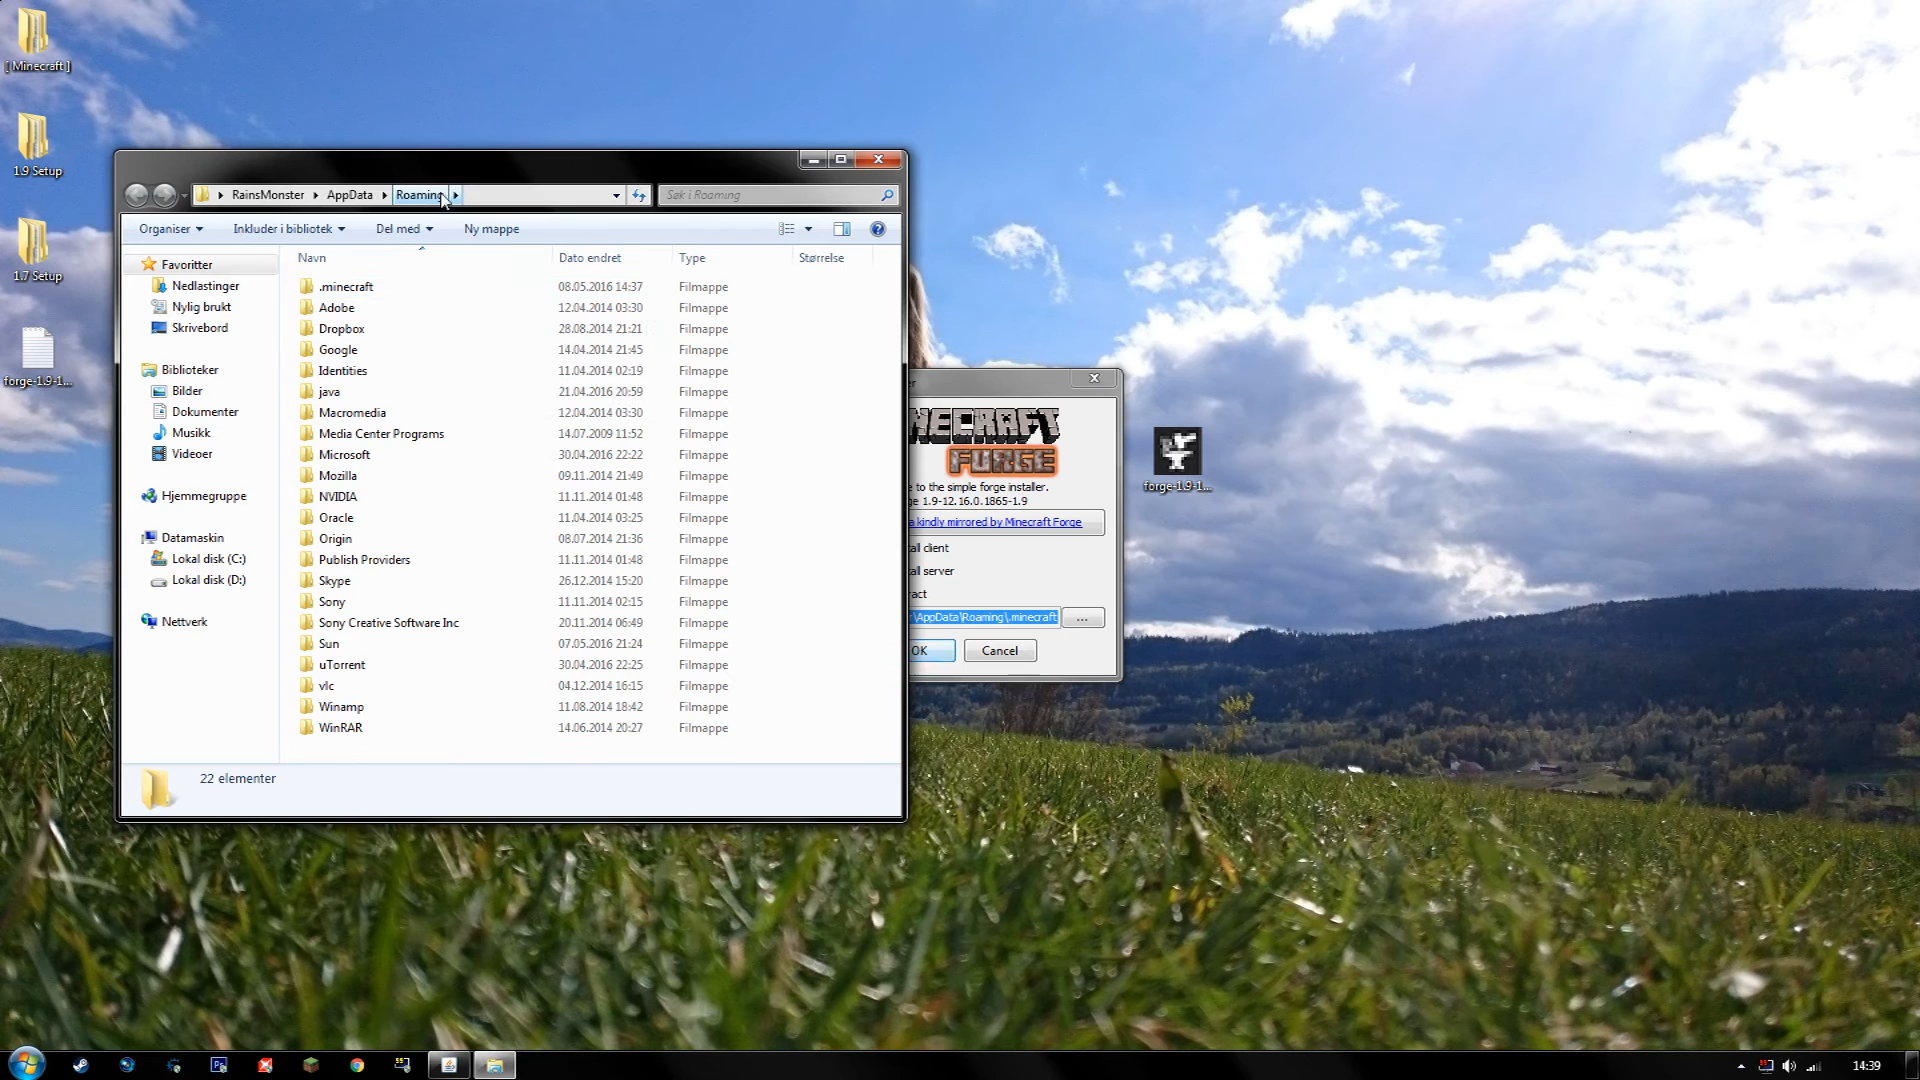 [ Minecraft ]
1.9 Setup
1.7 Setup
forge-1.9-1...
RainsMonster
AppData
Roaming
Søk i Roaming
Organiser
Inkluder i bibliotek
Del med
Ny mappe
Navn
Dato endret
Type
Størrelse
Favoritter
Nedlastinger
Nylig brukt
Skrivebord
Biblioteker
Bilder
Dokumenter
Musikk
Videoer
Hjemmegruppe
Datamaskin
Lokal disk (C:)
Lokal disk (D:)
Nettverk
.minecraft 08.05.2016 14:37 Filmappe
Adobe 12.04.2014 03:30 Filmappe
Dropbox 28.08.2014 21:21 Filmappe
Google 14.04.2014 21:45 Filmappe
Identities 11.04.2014 02:19 Filmappe
java 21.04.2016 20:59 Filmappe
Macromedia 12.04.2014 03:30 Filmappe
Media Center Programs 14.07.2009 11:52 Filmappe
Microsoft 30.04.2016 22:22 Filmappe
Mozilla 09.11.2014 21:49 Filmappe
NVIDIA 11.11.2014 01:48 Filmappe
Oracle 11.04.2014 03:25 Filmappe
Origin 08.07.2014 21:36 Filmappe
Publish Providers 11.11.2014 01:48 Filmappe
Skype 26.12.2014 15:20 Filmappe
Sony 11.11.2014 02:15 Filmappe
Sony Creative Software Inc 20.11.2014 06:49 Filmappe
Sun 07.05.2016 21:24 Filmappe
uTorrent 30.04.2016 22:25 Filmappe
vlc 04.12.2014 16:15 Filmappe
Winamp 11.08.2014 18:42 Filmappe
WinRAR 14.06.2014 20:27 Filmappe
22 elementer
er
NECRAFT
FORGE
e to the simple forge installer.
ge 1.9-12.16.0.1865-1.9
a kindly mirrored by Minecraft Forge
all client
all server
ract
r\AppData\Roaming\.minecraft
...
OK
Cancel
forge-1.9-1...
Ps
14:39